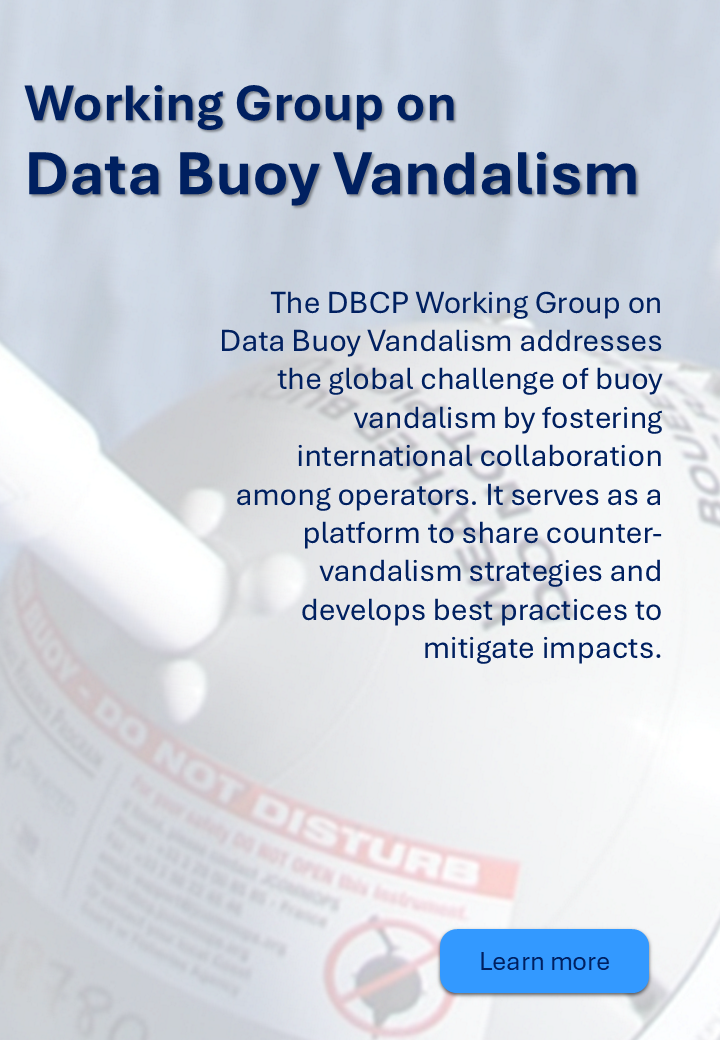 Working Group on
Data Buoy Vandalism
The DBCP Working Group on
Data Buoy Vandalism addresses
the global challenge of buoy
vandalism by fostering
international collaboration
among operators. It serves as a
platform to share counter-
vandalism strategies and
develops best practices to
mitigate impacts.
BUOY - DO NOT DISTURB
For your safety DO NOT OPEN this instrument.
Learn more